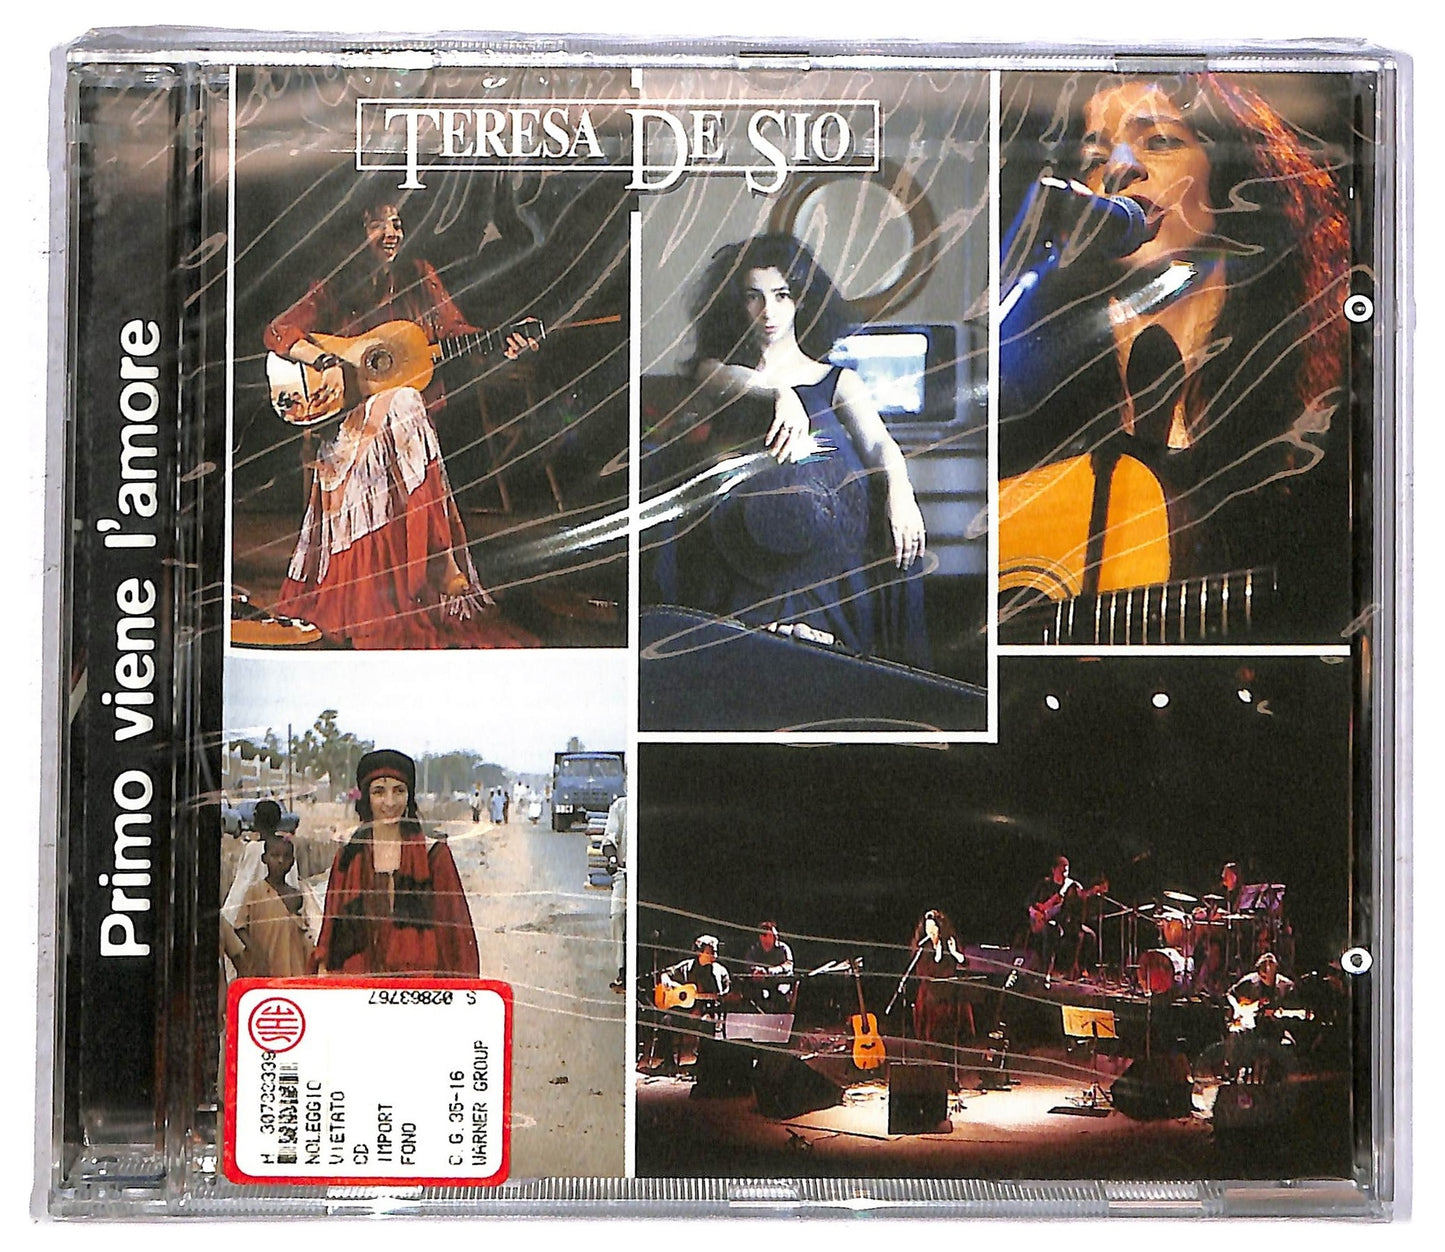 TERESA DE SIO
Primo viene l'amore
S 02863767
SIAE
NOLEGGIO
VIETATO
CD
IMPORT
FONO
C.G.35-16
WARNER GROUP